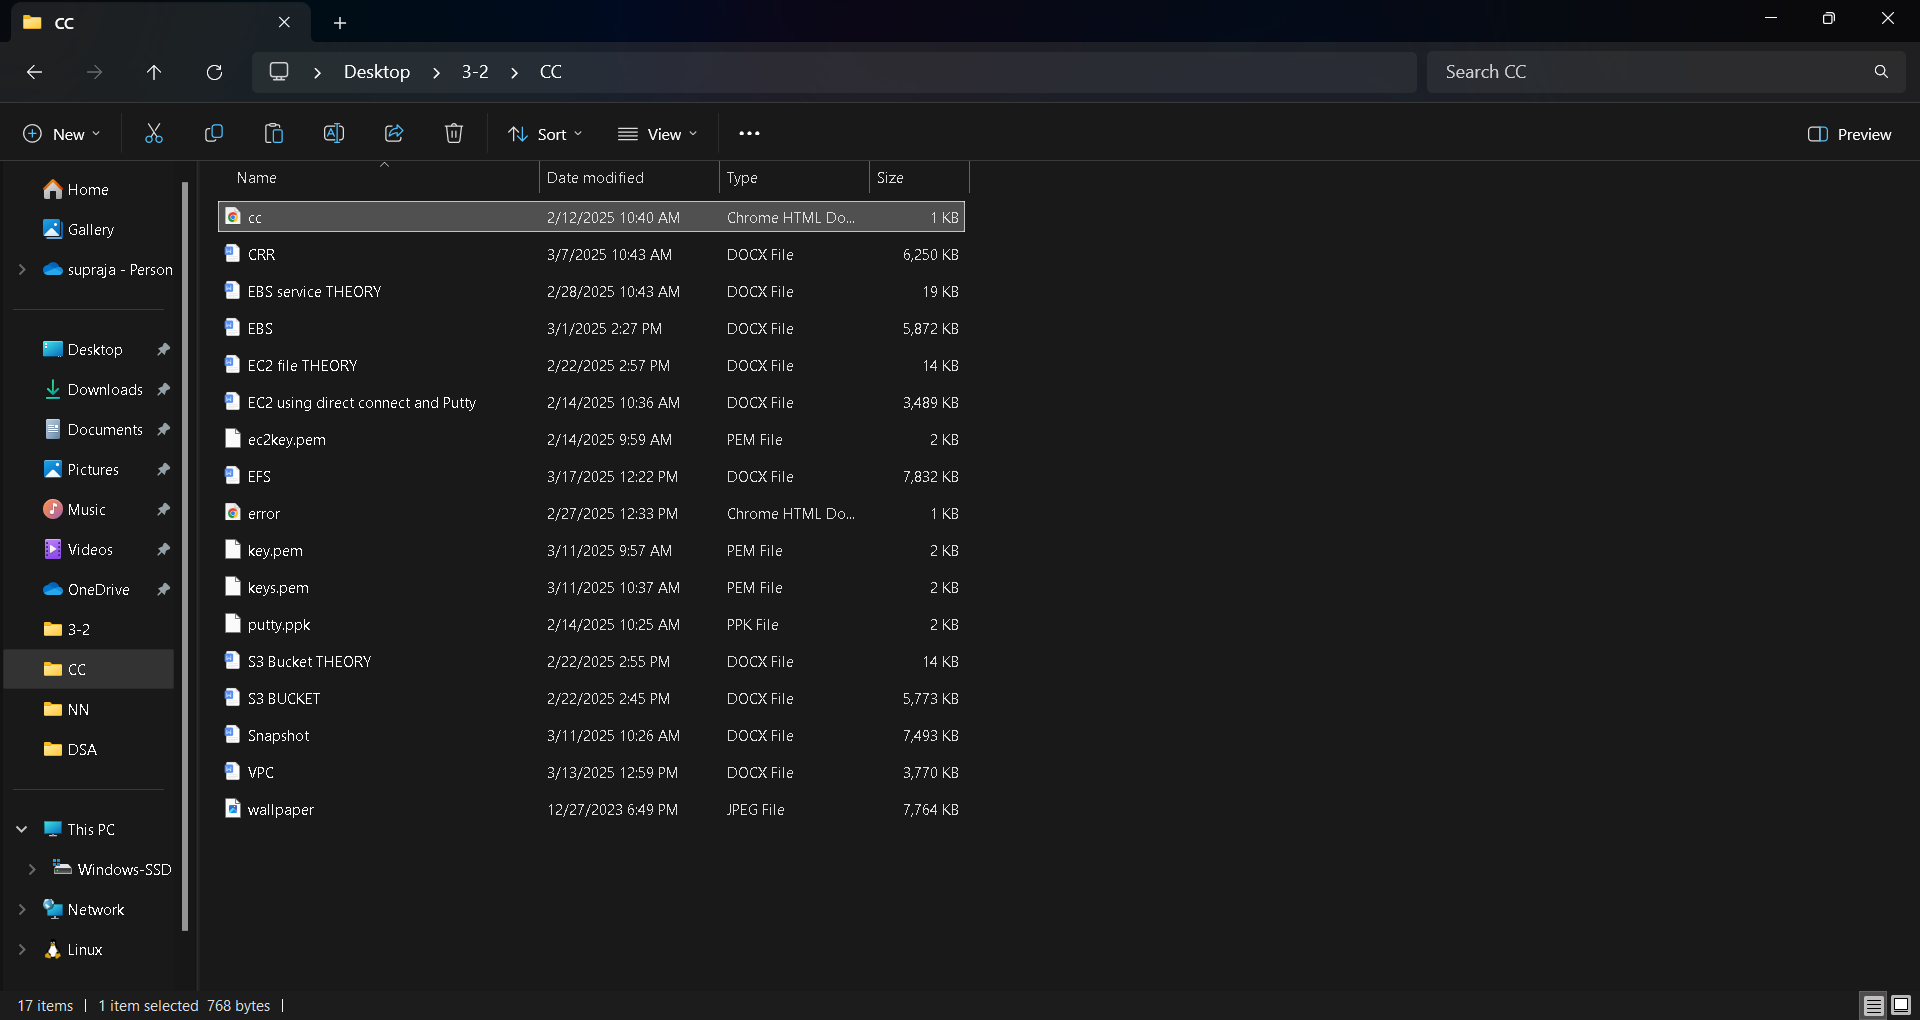 CC
Desktop > 3-2 > CC
Search CC
New
Sort
View
Preview
Name Date modified Type Size
Home
Gallery
supraja - Person
Desktop
Downloads
Documents
Pictures
Music
Videos
OneDrive
3-2
CC
NN
DSA
This PC
Windows-SSD
Network
Linux
cc 2/12/2025 10:40 AM Chrome HTML Do... 1 KB
CRR 3/7/2025 10:43 AM DOCX File 6,250 KB
EBS service THEORY 2/28/2025 10:43 AM DOCX File 19 KB
EBS 3/1/2025 2:27 PM DOCX File 5,872 KB
EC2 file THEORY 2/22/2025 2:57 PM DOCX File 14 KB
EC2 using direct connect and Putty 2/14/2025 10:36 AM DOCX File 3,489 KB
ec2key.pem 2/14/2025 9:59 AM PEM File 2 KB
EFS 3/17/2025 12:22 PM DOCX File 7,832 KB
error 2/27/2025 12:33 PM Chrome HTML Do... 1 KB
key.pem 3/11/2025 9:57 AM PEM File 2 KB
keys.pem 3/11/2025 10:37 AM PEM File 2 KB
putty.ppk 2/14/2025 10:25 AM PPK File 2 KB
S3 Bucket THEORY 2/22/2025 2:55 PM DOCX File 14 KB
S3 BUCKET 2/22/2025 2:45 PM DOCX File 5,773 KB
Snapshot 3/11/2025 10:26 AM DOCX File 7,493 KB
VPC 3/13/2025 12:59 PM DOCX File 3,770 KB
wallpaper 12/27/2023 6:49 PM JPEG File 7,764 KB
17 items | 1 item selected 768 bytes |